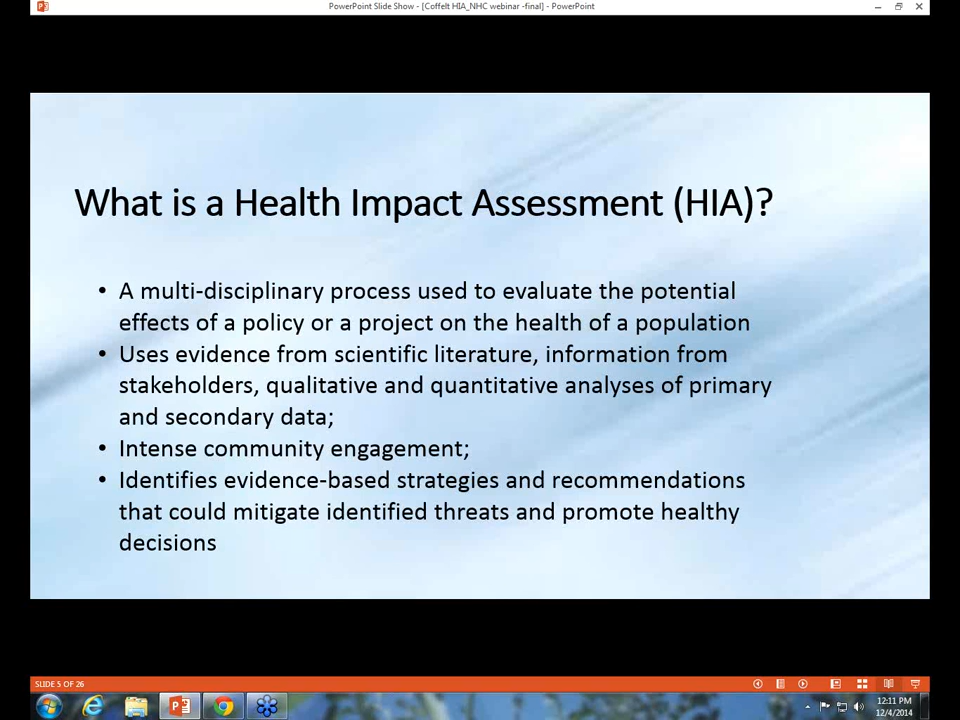 PowerPoint Slide Show - [Coffelt HIA_NHC webinar -final] - PowerPoint
What is a Health Impact Assessment (HIA)?
• A multi-disciplinary process used to evaluate the potential
effects of a policy or a project on the health of a population
• Uses evidence from scientific literature, information from
stakeholders, qualitative and quantitative analyses of primary
and secondary data;
• Intense community engagement;
• Identifies evidence-based strategies and recommendations
that could mitigate identified threats and promote healthy
decisions
SLIDE 5 OF 26
12:11 PM
12/4/2014